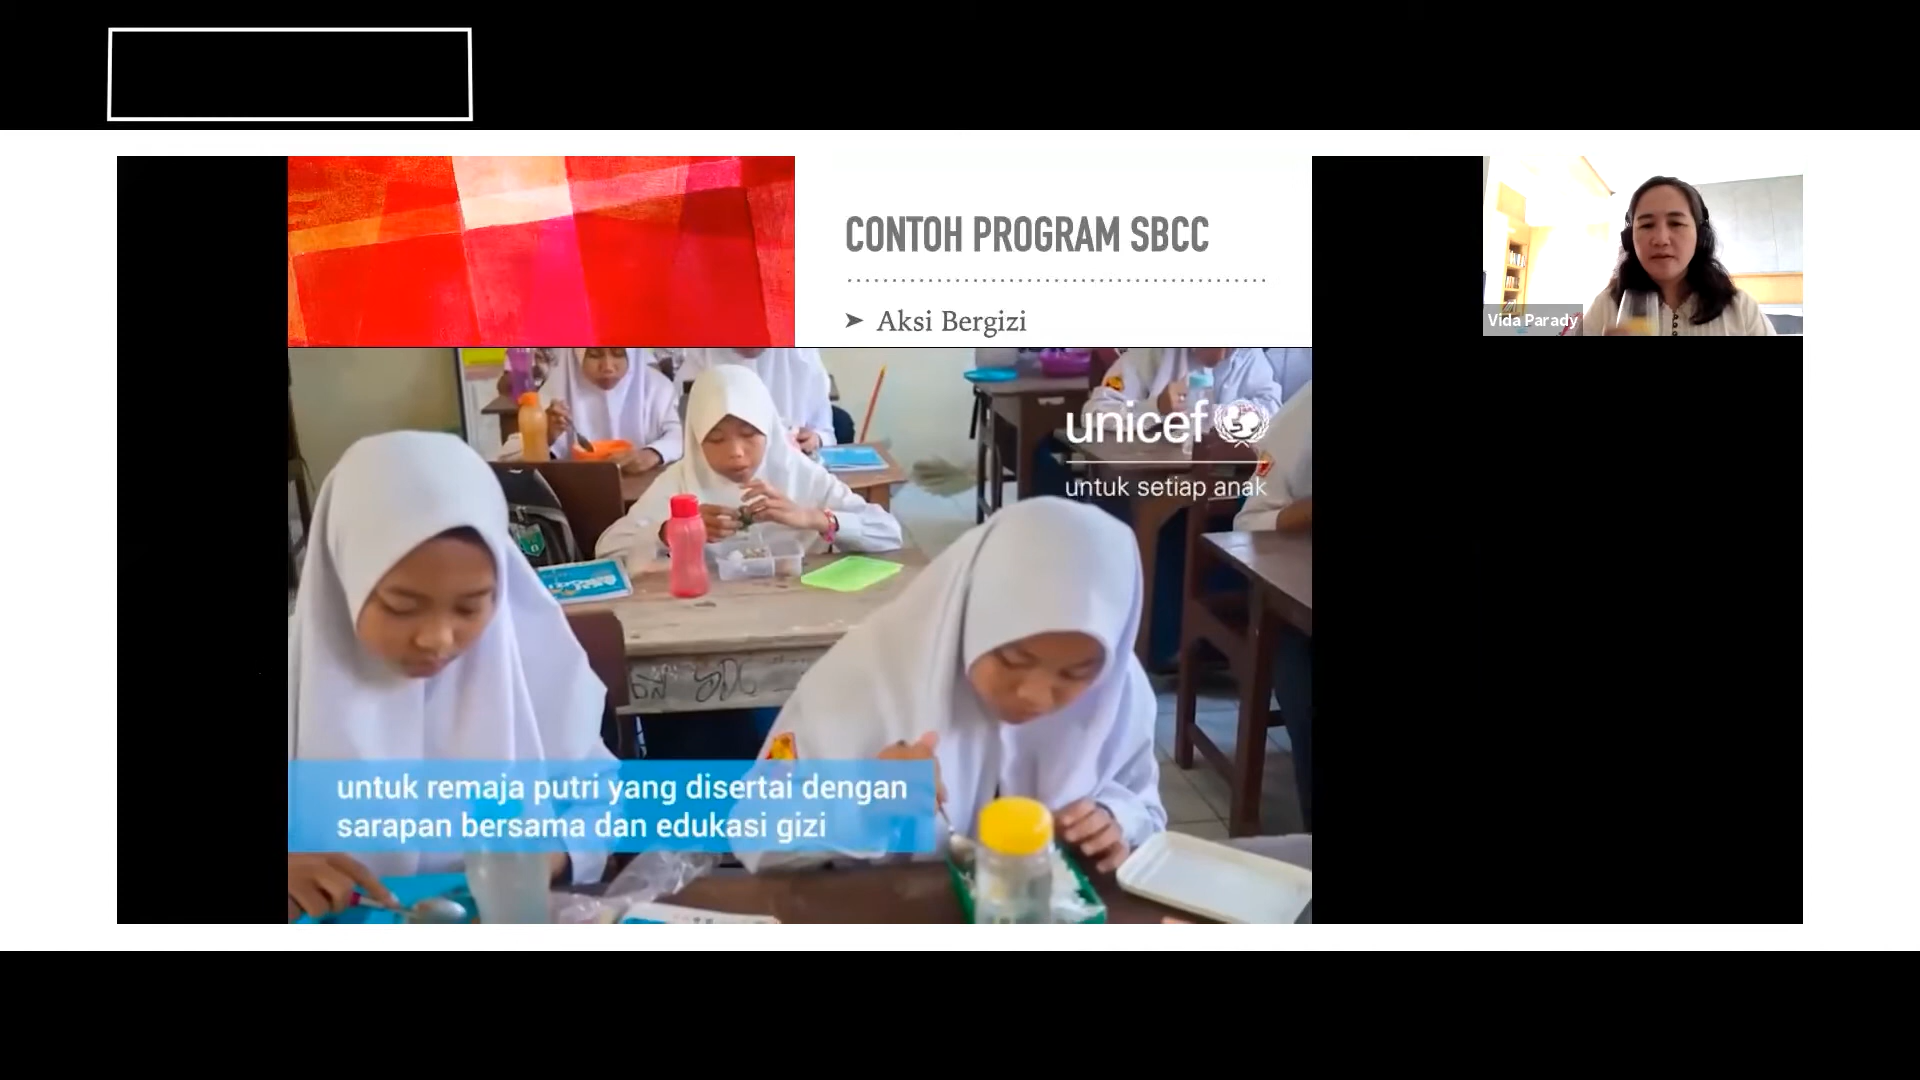 CONTOH PROGRAM SBCC
➤ Aksi Bergizi
Vida Parady
unicef
untuk setiap anak
untuk remaja putri yang disertai dengan
sarapan bersama dan edukasi gizi